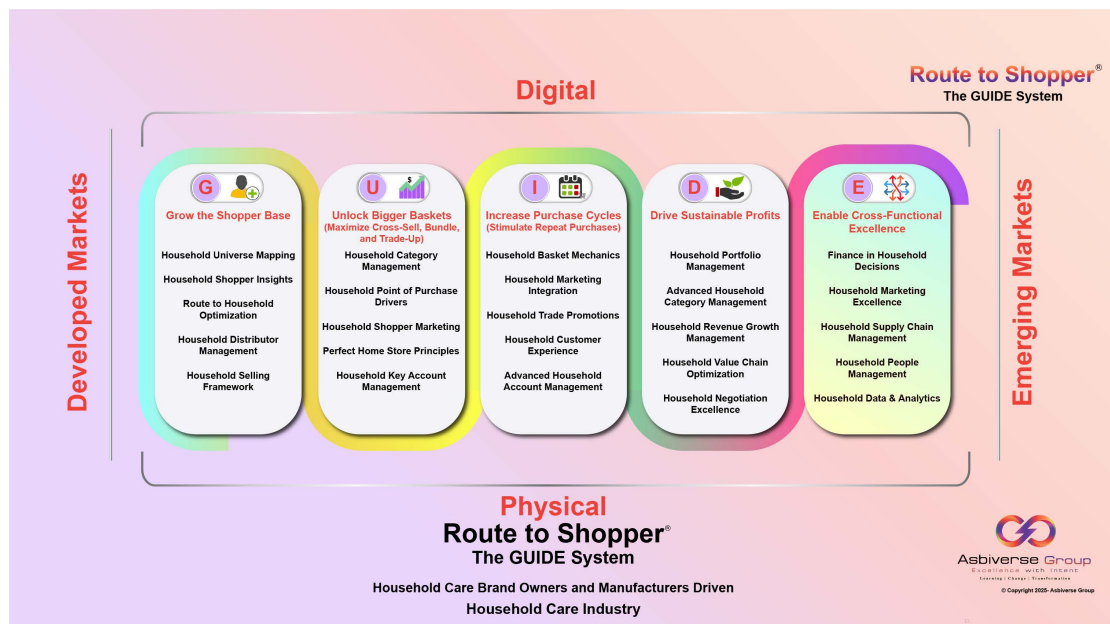 Route to Shopper®
The GUIDE System
Digital
Developed Markets
Emerging Markets
G
Grow the Shopper Base
Household Universe Mapping
Household Shopper Insights
Route to Household
Optimization
Household Distributor
Management
Household Selling
Framework
U
$
Unlock Bigger Baskets
(Maximize Cross-Sell, Bundle,
and Trade-Up)
Household Category
Management
Household Point of Purchase
Drivers
Household Shopper Marketing
Perfect Home Store Principles
Household Key Account
Management
I
Increase Purchase Cycles
(Stimulate Repeat Purchases)
Household Basket Mechanics
Household Marketing
Integration
Household Trade Promotions
Household Customer
Experience
Advanced Household
Account Management
D
Drive Sustainable Profits
Household Portfolio
Management
Advanced Household
Category Management
Household Revenue Growth
Management
Household Value Chain
Optimization
Household Negotiation
Excellence
E
Enable Cross-Functional
Excellence
Finance in Household
Decisions
Household Marketing
Excellence
Household Supply Chain
Management
Household People
Management
Household Data & Analytics
Physical
Route to Shopper®
The GUIDE System
Household Care Brand Owners and Manufacturers Driven
Household Care Industry
Asbiverse Group
Excellence with Intent
Learning | Change | Transformation
© Copyright 2025- Asbiverse Group